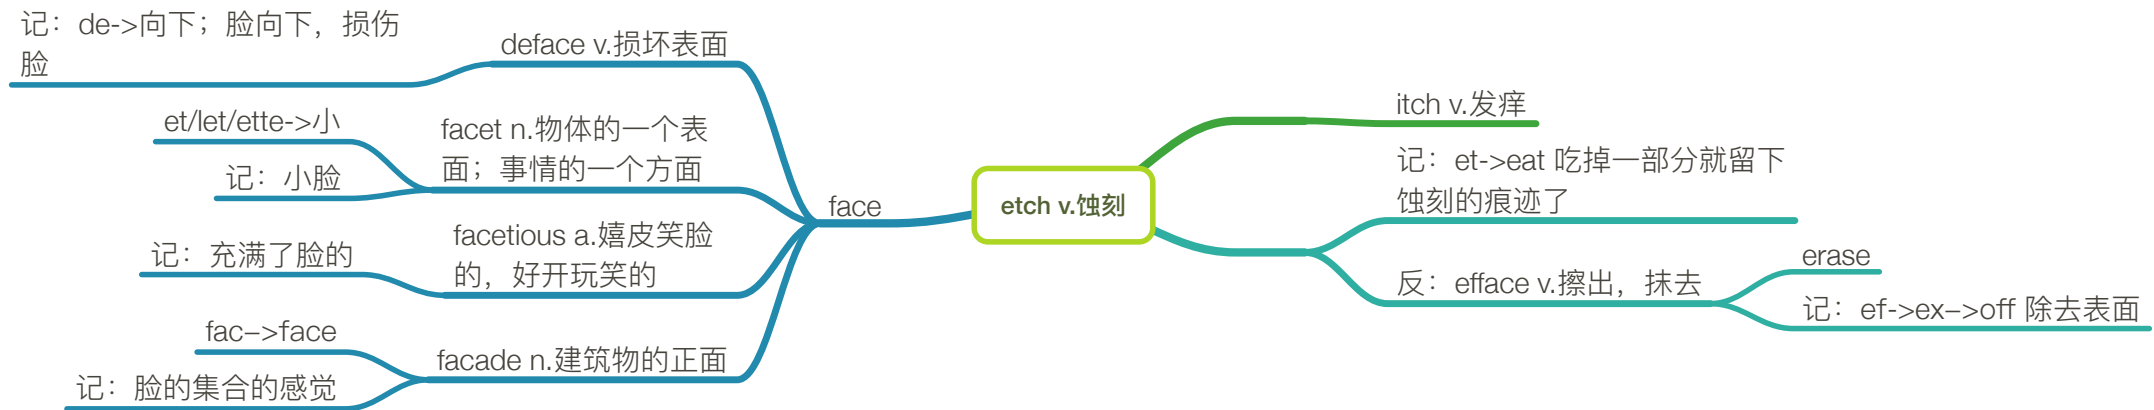 记：de->向下；脸向下，损伤
脸
deface v.损坏表面
et/let/ette->小
记：小脸
facet n.物体的一个表
面；事情的一个方面
记：充满了脸的
facetious a.嬉皮笑脸
的，好开玩笑的
fac–>face
记：脸的集合的感觉
facade n.建筑物的正面
face
etch v.蚀刻
itch v.发痒
记：et->eat 吃掉一部分就留下
蚀刻的痕迹了
反：efface v.擦出，抹去
erase
记：ef->ex–>off 除去表面